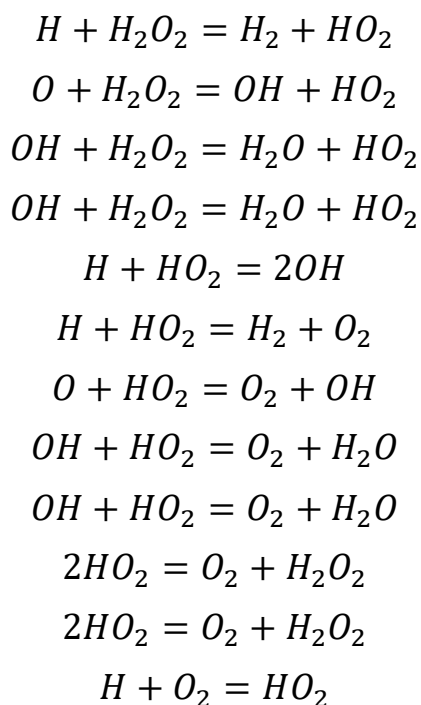 H + H₂O₂ = H₂ + HO₂
O + H₂O₂ = OH + HO₂
OH + H₂O₂ = H₂O + HO₂
OH + H₂O₂ = H₂O + HO₂
H + HO₂ = 2OH
H + HO₂ = H₂ + O₂
O + HO₂ = O₂ + OH
OH + HO₂ = O₂ + H₂O
OH + HO₂ = O₂ + H₂O
2HO₂ = O₂ + H₂O₂
2HO₂ = O₂ + H₂O₂
H + O₂ = HO₂